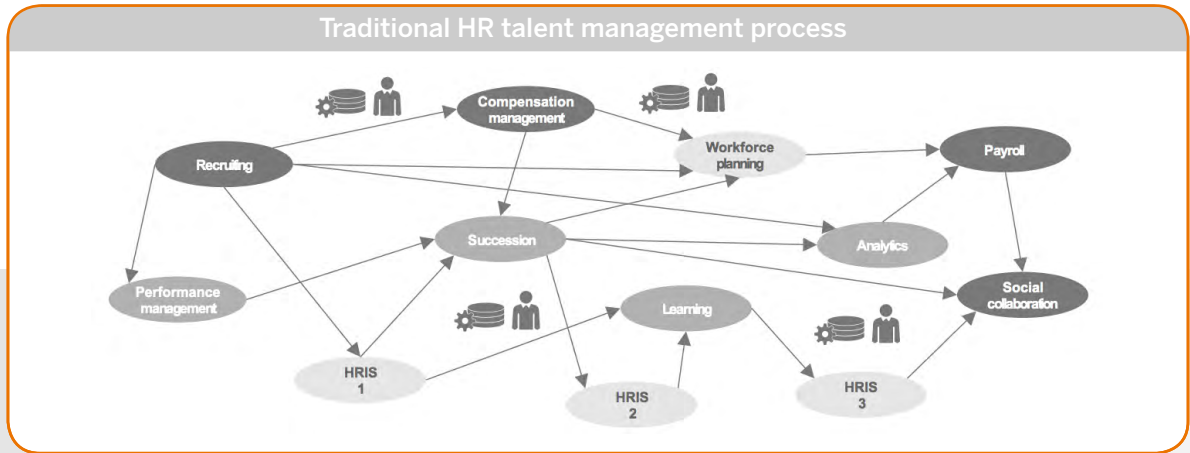 Traditional HR talent management process
Compensation
management
Workforce
planning
Payroll
Recruiting
Succession
Analytics
Performance
management
Social
collaboration
Learning
HRIS
1
HRIS
2
HRIS
3